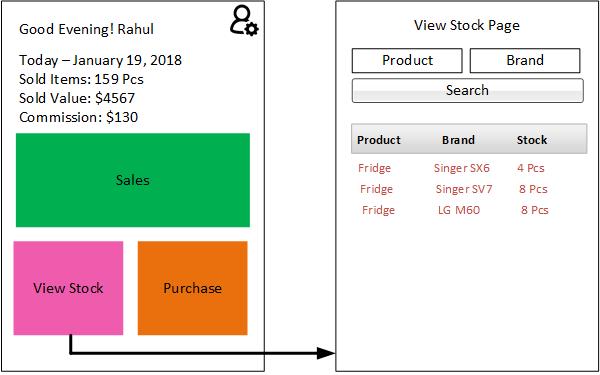 Good Evening! Rahul
Today – January 19, 2018
Sold Items: 159 Pcs
Sold Value: $4567
Commission: $130
Sales
View Stock
Purchase
View Stock Page
Product Brand
Search
Product Brand Stock
Fridge Singer SX6 4 Pcs
Fridge Singer SV7 8 Pcs
Fridge LG M60 8 Pcs